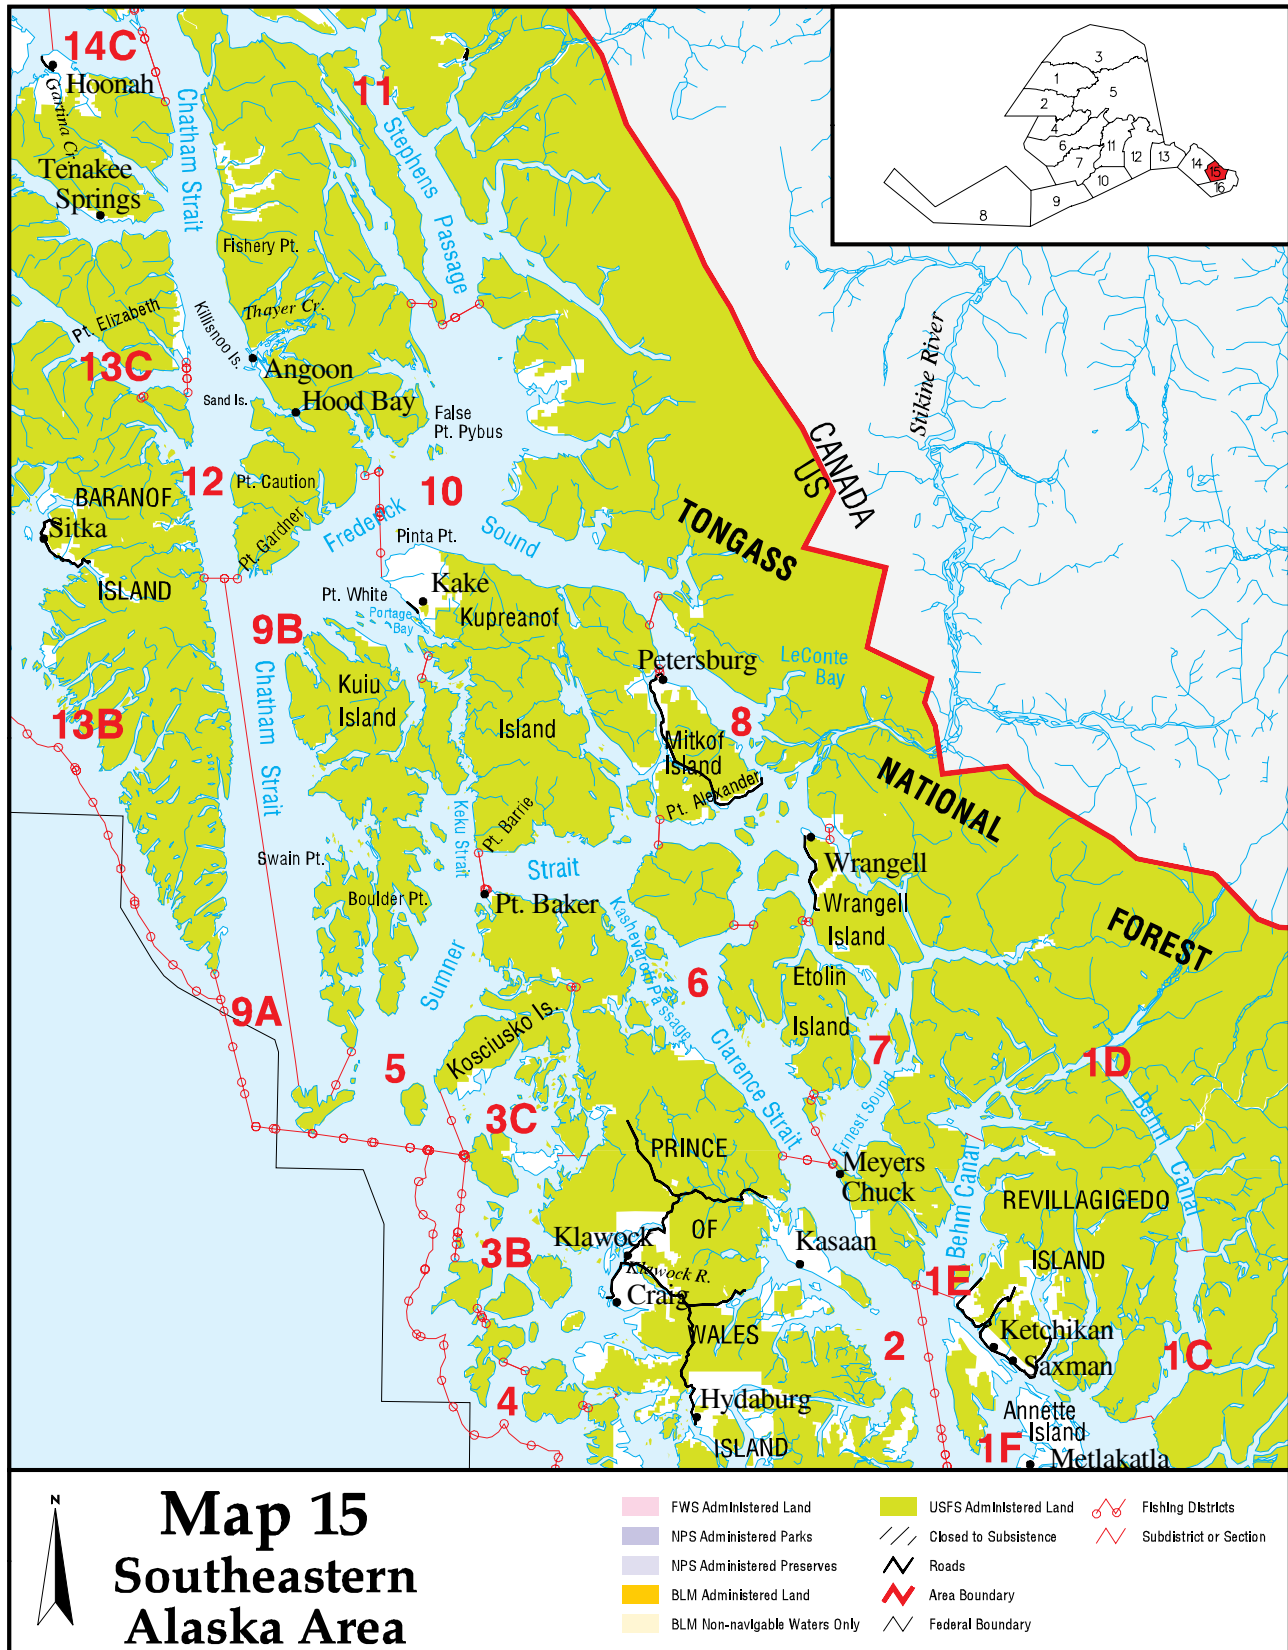 14C
Hoonah
Gartina Cr.
Tenakee
Springs
Chatham Strait
11
Stephens Passage
Fishery Pt.
Pt. Elizabeth
Killisnoo Is.
Thayer Cr.
13C
Angoon
Sand Is.
Hood Bay
False
Pt. Pybus
12
Pt. Caution
10
BARANOF
Sitka
ISLAND
Pt. Gardner
Frederick
Sound
Pinta Pt.
Pt. White
Kake
Portage
Bay
Kupreanof
9B
Kuiu
Island
Chatham Strait
13B
Island
Petersburg
LeConte
Bay
8
Mitkof
Island
Pt. Alexander
TONGASS
NATIONAL
FOREST
CANADA
US
Stikine River
Keku Strait
Pt. Barrie
Swain Pt.
Strait
Boulder Pt.
Pt. Baker
Wrangell
Wrangell
Island
Kashevarof Passage
Sumner
6
Etolin
Island
9A
5
Kosciusko Is.
7
Clarence Strait
Ernest Sound
1D
Behm Canal
3C
PRINCE
Meyers
Chuck
Behm Canal
REVILLAGIGEDO
OF
Klawock
Kasaan
3B
Klawock R.
ISLAND
1E
Craig
WALES
2
Ketchikan
Saxman
1C
4
Hydaburg
Annette
Island
ISLAND
1F
Metlakatla
3
1
5
2
4
6
7
11
12
13
14
15
16
10
9
8
N
Map 15
Southeastern
Alaska Area
FWS Administered Land
NPS Administered Parks
NPS Administered Preserves
BLM Administered Land
BLM Non-navigable Waters Only
USFS Administered Land
Closed to Subsistence
Roads
Area Boundary
Federal Boundary
Fishing Districts
Subdistrict or Section